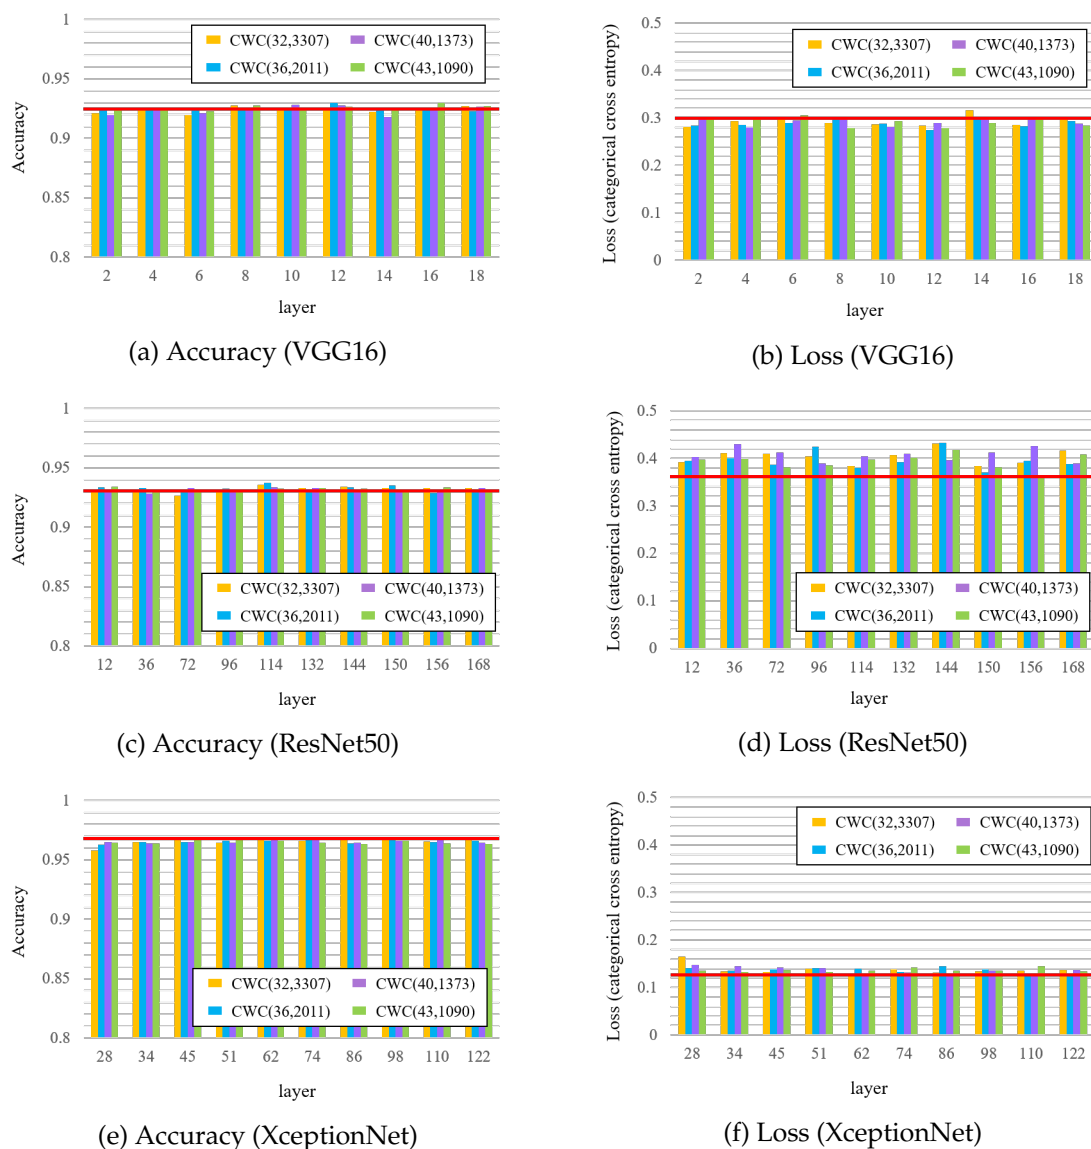 1
0.95
0.9
0.85
0.8
Accuracy
CWC(32,3307) CWC(40,1373)
CWC(36,2011) CWC(43,1090)
2 4 6 8 10 12 14 16 18
layer
(a) Accuracy (VGG16)
0.5
0.4
0.3
0.2
0.1
0
Loss (categorical cross entropy)
CWC(32,3307) CWC(40,1373)
CWC(36,2011) CWC(43,1090)
2 4 6 8 10 12 14 16 18
layer
(b) Loss (VGG16)
1
0.95
0.9
0.85
0.8
Accuracy
CWC(32,3307) CWC(40,1373)
CWC(36,2011) CWC(43,1090)
12 36 72 96 114 132 144 150 156 168
layer
(c) Accuracy (ResNet50)
0.5
0.4
0.3
0.2
0.1
0
Loss (categorical cross entropy)
CWC(32,3307) CWC(40,1373)
CWC(36,2011) CWC(43,1090)
12 36 72 96 114 132 144 150 156 168
layer
(d) Loss (ResNet50)
1
0.95
0.9
0.85
0.8
Accuracy
CWC(32,3307) CWC(40,1373)
CWC(36,2011) CWC(43,1090)
28 34 45 51 62 74 86 98 110 122
layer
(e) Accuracy (XceptionNet)
0.5
0.4
0.3
0.2
0.1
0
Loss (categorical cross entropy)
CWC(32,3307) CWC(40,1373)
CWC(36,2011) CWC(43,1090)
28 34 45 51 62 74 86 98 110 122
layer
(f) Loss (XceptionNet)